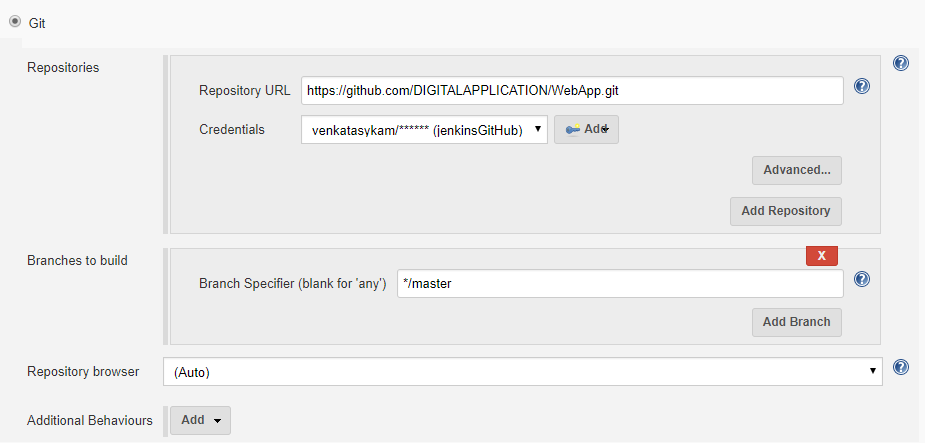 Git
Repositories
Repository URL https://github.com/DIGITALAPPLICATION/WebApp.git
Credentials venkatasykam/****** (jenkinsGitHub) Add
Advanced...
Add Repository
Branches to build
X
Branch Specifier (blank for 'any') */master
Add Branch
Repository browser (Auto)
Additional Behaviours Add